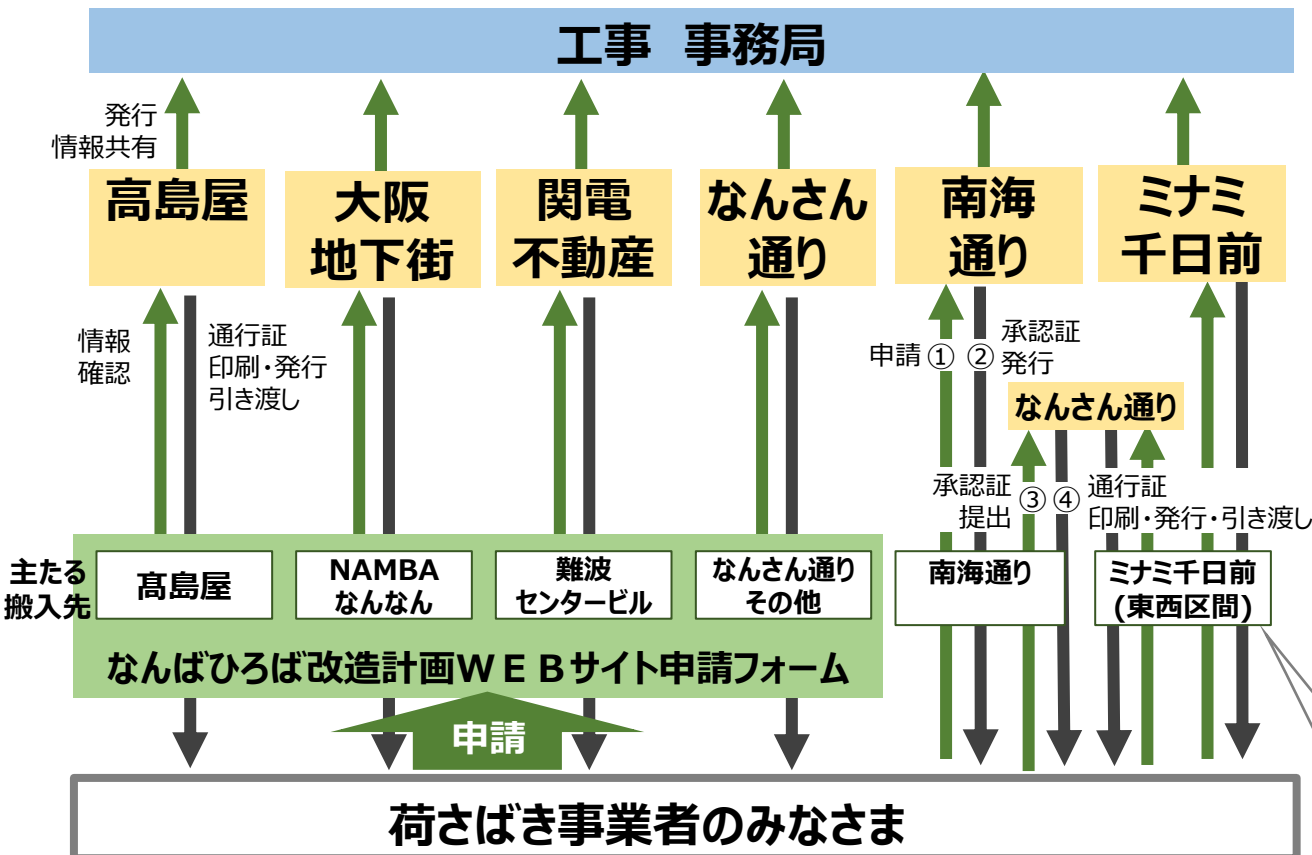 工事 事務局
発行
情報共有
高島屋
大阪
地下街
関電
不動産
なんさん
通り
南海
通り
ミナミ
千日前
情報
確認
通行証
印刷・発行
引き渡し
申請 ①
② 承認証
発行
なんさん通り
承認証
提出
③ ④
通行証
印刷・発行・引き渡し
主たる
搬入先
髙島屋
NAMBA
なんなん
難波
センタービル
なんさん通り
その他
南海通り
ミナミ千日前
(東西区間)
なんばひろば改造計画WEBサイト申請フォーム
申請
荷さばき事業者のみなさま